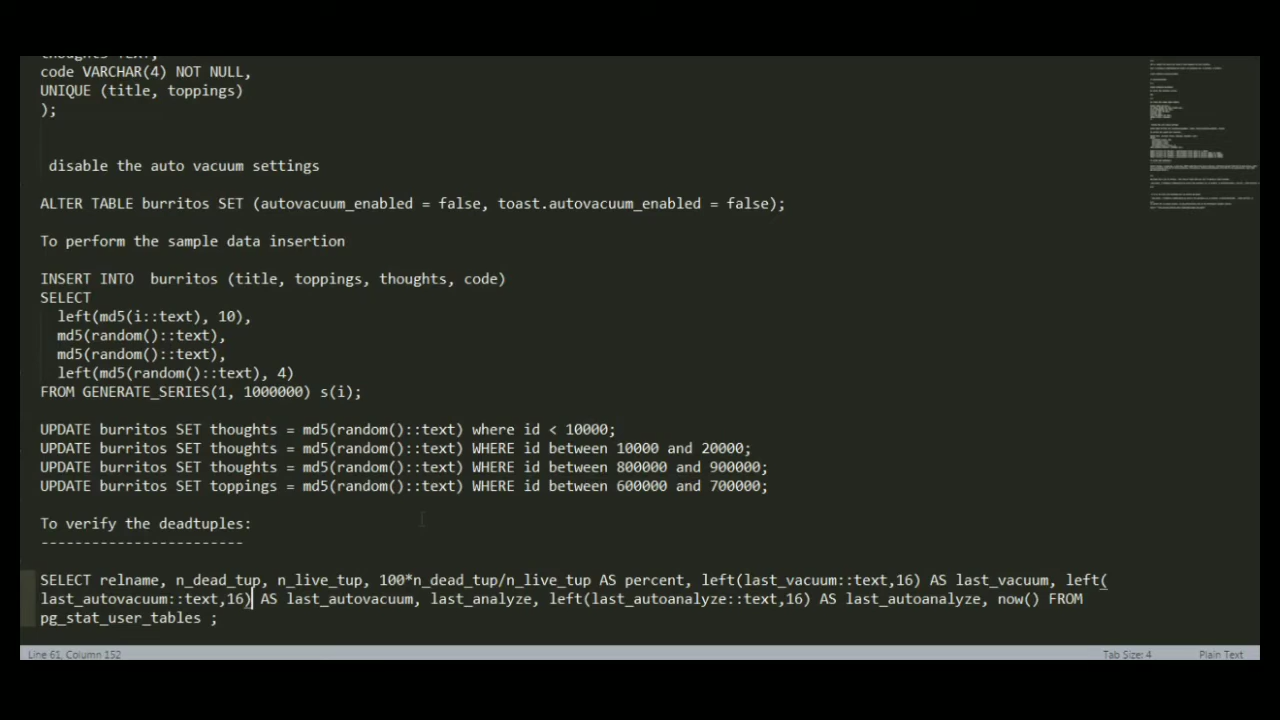 thoughts TEXT,
code VARCHAR(4) NOT NULL,
UNIQUE (title, toppings)
);
disable the auto vacuum settings
ALTER TABLE burritos SET (autovacuum_enabled = false, toast.autovacuum_enabled = false);
To perform the sample data insertion
INSERT INTO  burritos (title, toppings, thoughts, code)
SELECT
left(md5(i::text), 10),
md5(random()::text),
md5(random()::text),
left(md5(random()::text), 4)
FROM GENERATE_SERIES(1, 1000000) s(i);
UPDATE burritos SET thoughts = md5(random()::text) where id < 10000;
UPDATE burritos SET thoughts = md5(random()::text) WHERE id between 10000 and 20000;
UPDATE burritos SET thoughts = md5(random()::text) WHERE id between 800000 and 900000;
UPDATE burritos SET toppings = md5(random()::text) WHERE id between 600000 and 700000;
To verify the deadtuples:
------------------------
SELECT relname, n_dead_tup, n_live_tup, 100*n_dead_tup/n_live_tup AS percent, left(last_vacuum::text,16) AS last_vacuum, left(
last_autovacuum::text,16) AS last_autovacuum, last_analyze, left(last_autoanalyze::text,16) AS last_autoanalyze, now() FROM
pg_stat_user_tables ;
Line 61, Column 152
Tab Size: 4
Plain Text